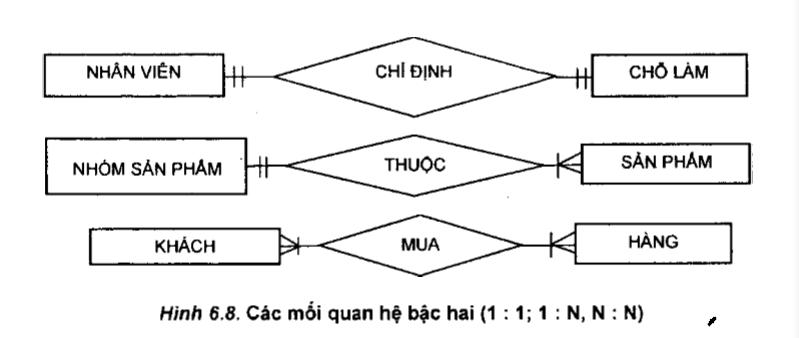 NHÂN VIÊN CHỈ ĐỊNH CHỖ LÀM
NHÓM SẢN PHẨM THUỘC SẢN PHẨM
KHÁCH MUA HÀNG
Hình 6.8. Các mối quan hệ bậc hai (1 : 1; 1 : N, N : N)